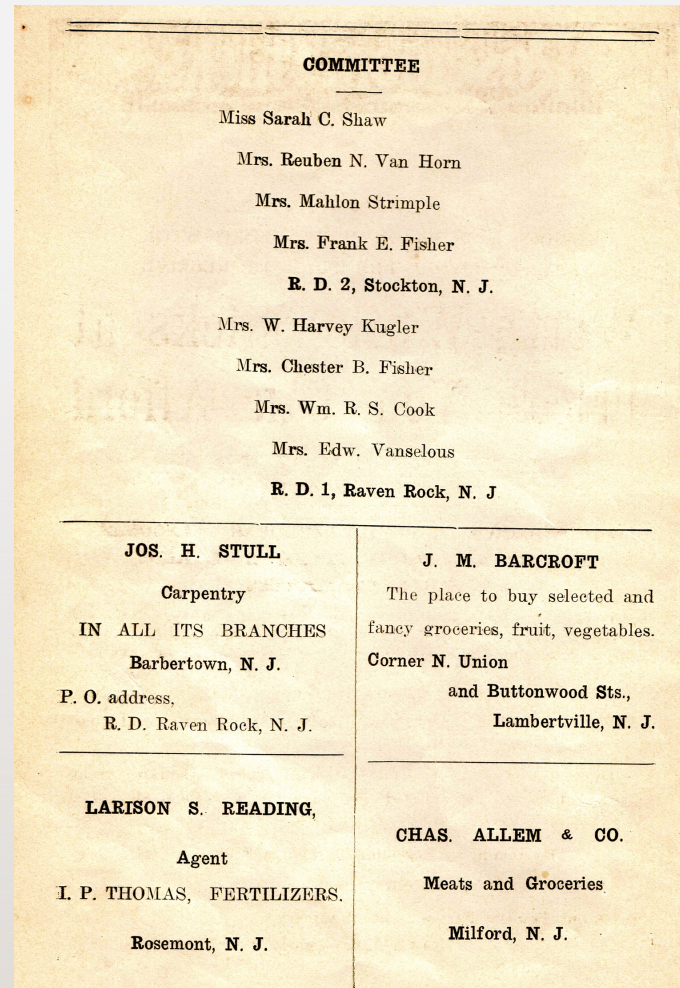 COMMITTEE
Miss Sarah C. Shaw
Mrs. Reuben N. Van Horn
Mrs. Mahlon Strimple
Mrs. Frank E. Fisher
R. D. 2, Stockton, N. J.
Mrs. W. Harvey Kugler
Mrs. Chester B. Fisher
Mrs. Wm. R. S. Cook
Mrs. Edw. Vanselous
R. D. 1, Raven Rock, N. J
JOS. H. STULL
Carpentry
IN ALL ITS BRANCHES
Barbertown, N. J.
P. O. address,
R. D. Raven Rock, N. J.
J. M. BARCROFT
The place to buy selected and
fancy groceries, fruit, vegetables.
Corner N. Union
and Buttonwood Sts.,
Lambertville, N. J.
LARISON S. READING,
Agent
I. P. THOMAS, FERTILIZERS.
Rosemont, N. J.
CHAS. ALLEM & CO.
Meats and Groceries
Milford, N. J.